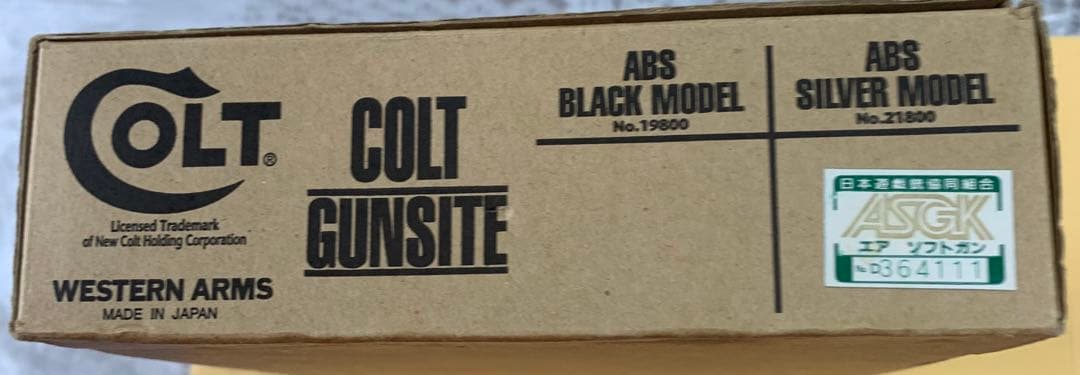 COLT®
Licensed Trademark
of New Colt Holding Corporation
WESTERN ARMS
MADE IN JAPAN
COLT
GUNSITE
ABS
BLACK MODEL
No.19800
ABS
SILVER MODEL
No.21800
日本遊戯銃協同組合
ASGK
エア ソフトガン
№ D364111